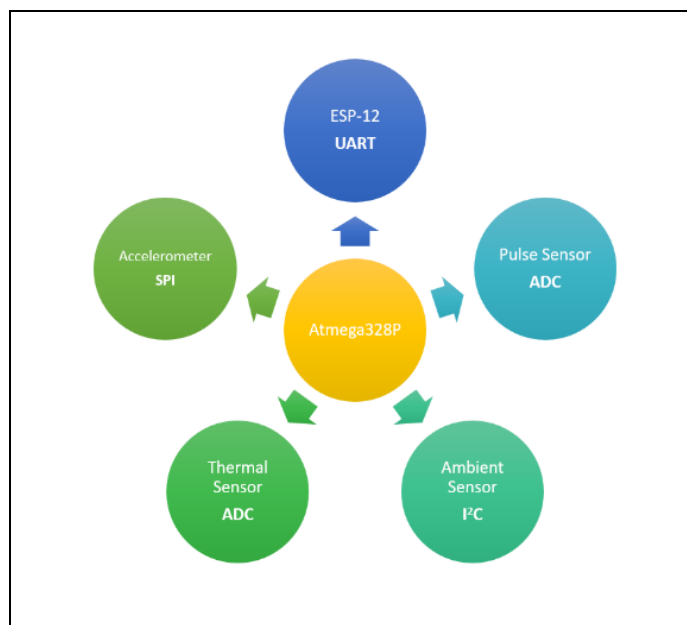 ESP-12
UART
Accelerometer
SPI
Pulse Sensor
ADC
Atmega328P
Thermal
Sensor
ADC
Ambient
Sensor
I²C